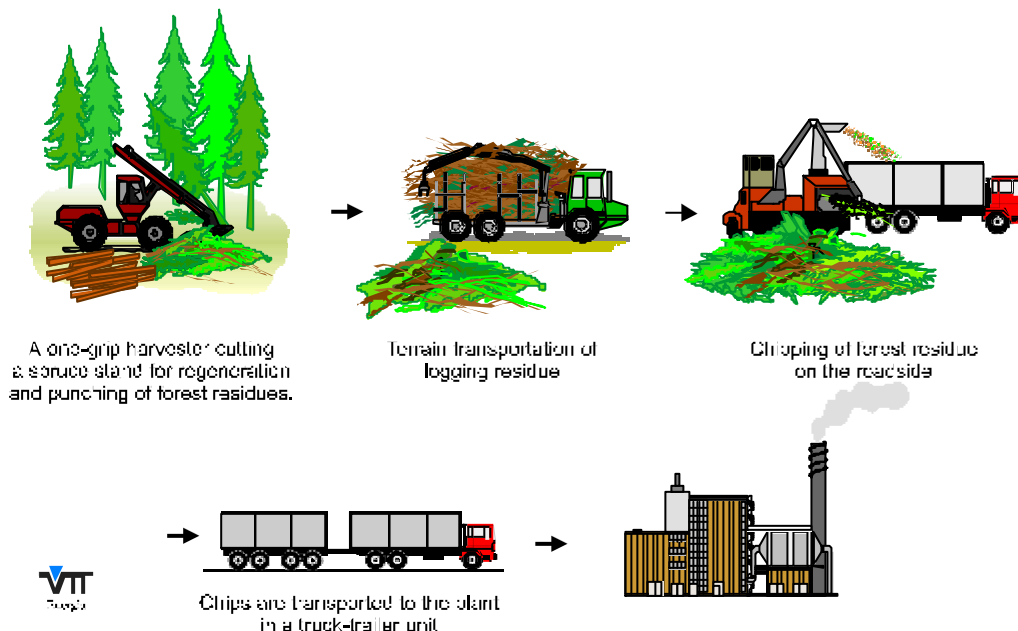 A one-grip harvester cutting
a spruce stand for regeneration
and punching of forest residues.
Terrain transportation of
logging residue
Chipping of forest residue
on the roadside
Chips are transported to the plant
in a truck-trailer unit
VTT